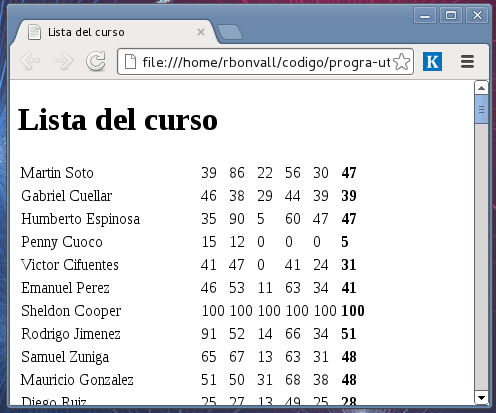 Lista del curso
file:///home/rbonvall/codigo/progra-ut
K
Lista del curso
Martin Soto 39 86 22 56 30 47
Gabriel Cuellar 46 38 29 44 39 39
Humberto Espinosa 35 90 5 60 47 47
Penny Cuoco 15 12 0 0 0 5
Victor Cifuentes 41 47 0 41 24 31
Emanuel Perez 46 53 11 63 34 41
Sheldon Cooper 100 100 100 100 100 100
Rodrigo Jimenez 91 52 14 66 34 51
Samuel Zuniga 65 67 13 63 31 48
Mauricio Gonzalez 51 50 31 68 38 48
Diego Ruiz 25 27 13 49 25 28